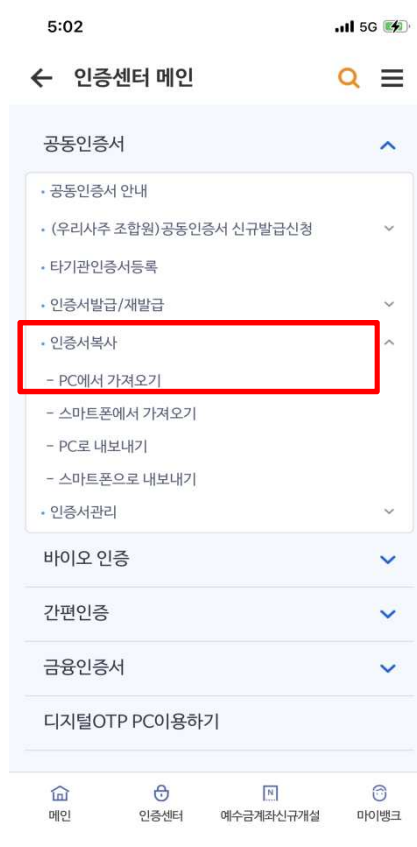 5:02
5G
인증센터 메인
공동인증서
• 공동인증서 안내
• (우리사주 조합원)공동인증서 신규발급신청
• 타기관인증서등록
• 인증서발급/재발급
• 인증서복사
- PC에서 가져오기
- 스마트폰에서 가져오기
- PC로 내보내기
- 스마트폰으로 내보내기
• 인증서관리
바이오 인증
간편인증
금융인증서
디지털OTP PC이용하기
N
메인 인증센터 예수금계좌신규개설 마이뱅크